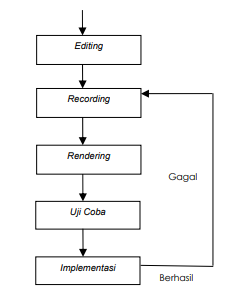 Editing
Recording
Rendering
Gagal
Uji Coba
Implementasi
Berhasil